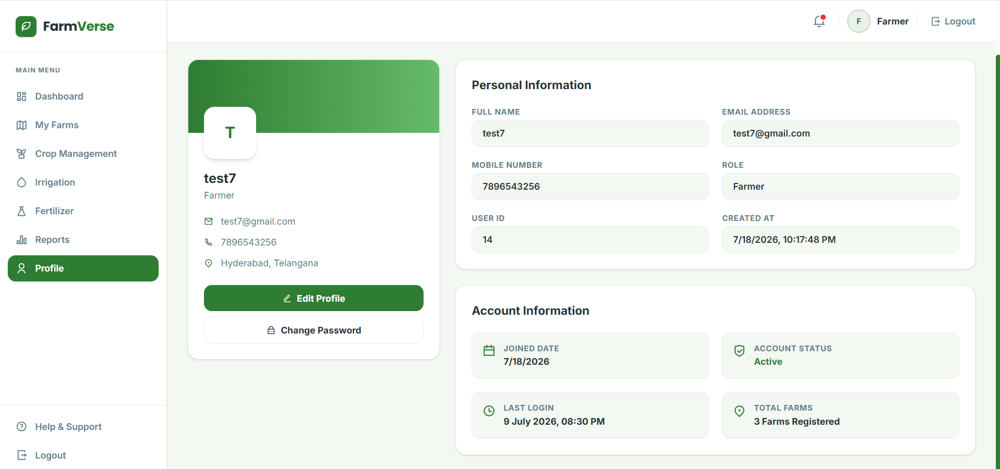 FarmVerse
MAIN MENU
Dashboard
My Farms
Crop Management
Irrigation
Fertilizer
Reports
Profile
Help & Support
Logout
F
Farmer
Logout
T
test7
Farmer
test7@gmail.com
7896543256
Hyderabad, Telangana
Edit Profile
Change Password
Personal Information
FULL NAME
test7
EMAIL ADDRESS
test7@gmail.com
MOBILE NUMBER
7896543256
ROLE
Farmer
USER ID
14
CREATED AT
7/18/2026, 10:17:48 PM
Account Information
JOINED DATE
7/18/2026
ACCOUNT STATUS
Active
LAST LOGIN
9 July 2026, 08:30 PM
TOTAL FARMS
3 Farms Registered